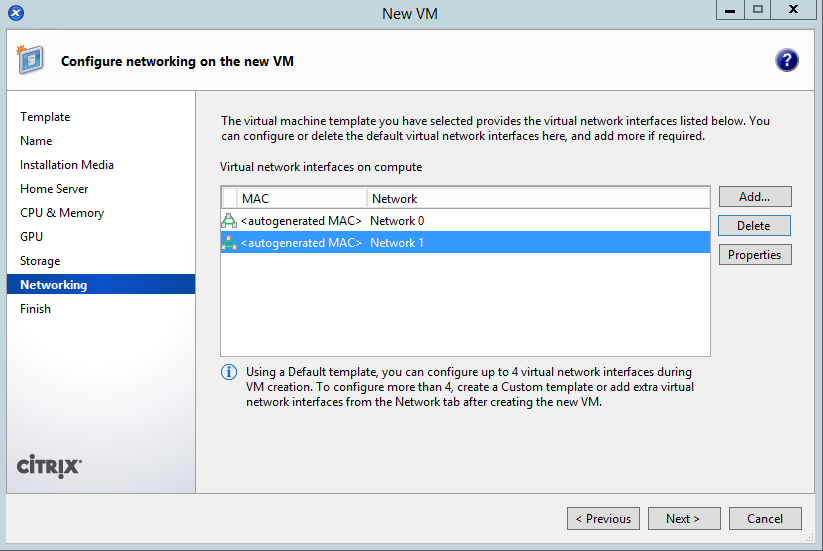 New VM
Configure networking on the new VM
?
Template
Name
Installation Media
Home Server
CPU & Memory
GPU
Storage
Networking
Finish
The virtual machine template you have selected provides the virtual network interfaces listed below. You
can configure or delete the default virtual network interfaces here, and add more if required.
Virtual network interfaces on compute
MAC Network
<autogenerated MAC> Network 0
<autogenerated MAC> Network 1
Add...
Delete
Properties
Using a Default template, you can configure up to 4 virtual network interfaces during
VM creation. To configure more than 4, create a Custom template or add extra virtual
network interfaces from the Network tab after creating the new VM.
CİTRIX
< Previous Next > Cancel